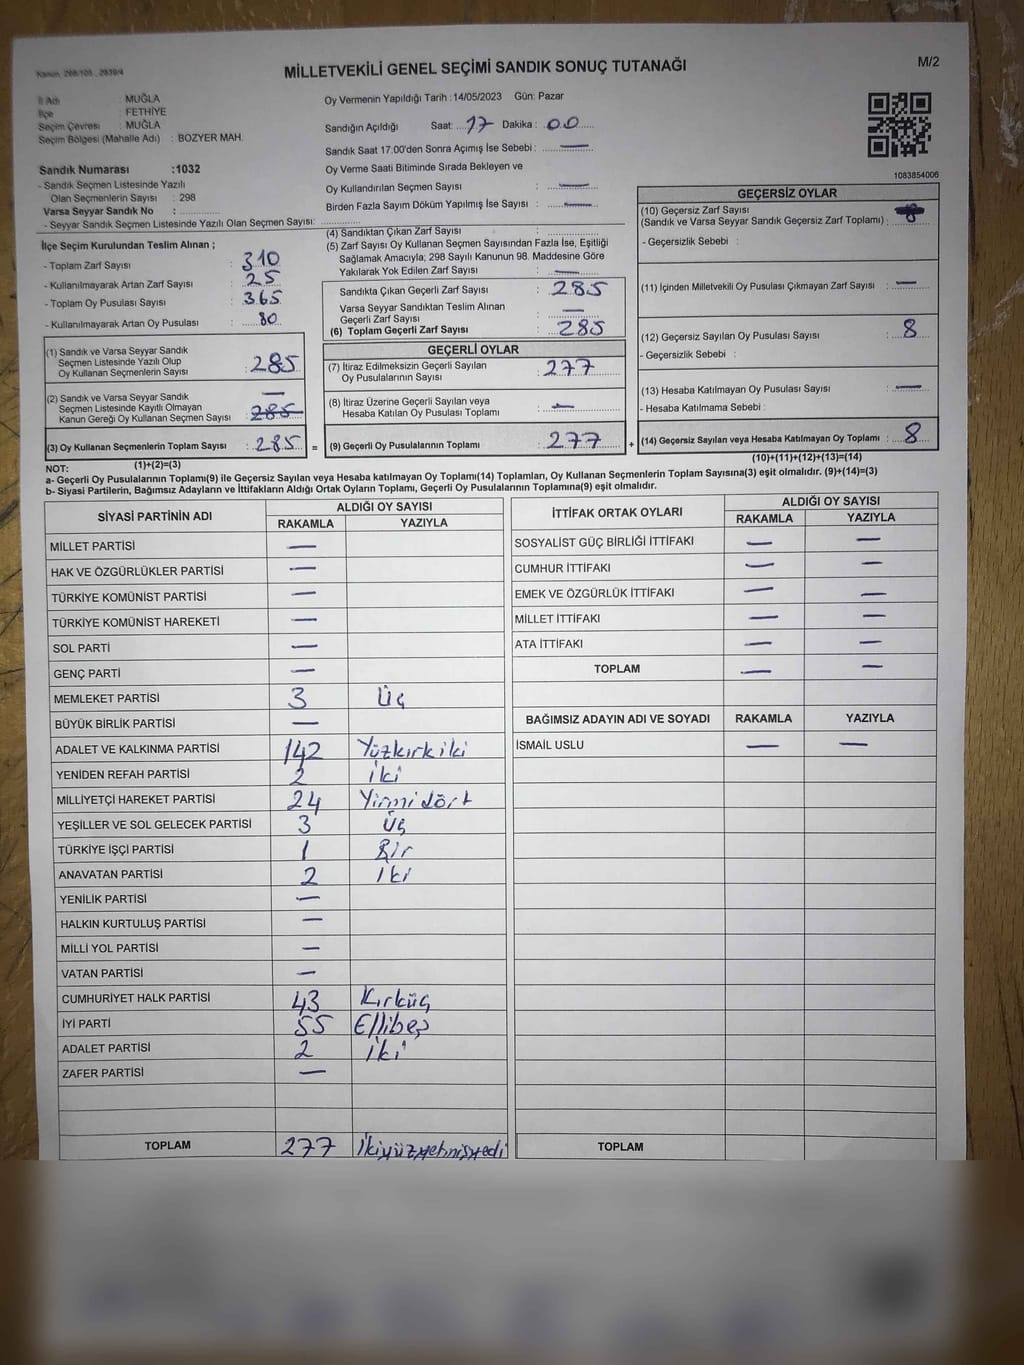 Kanun, 298/105 , 2839/4
MİLLETVEKİLİ GENEL SEÇİMİ SANDIK SONUÇ TUTANAĞI
M/2
İl Adı : MUĞLA
İlçe : FETHİYE
Seçim Çevresi : MUĞLA
Seçim Bölgesi (Mahalle Adı) : BOZYER MAH.
Oy Vermenin Yapıldığı Tarih : 14/05/2023 Gün: Pazar
Sandığın Açıldığı Saat: 17 Dakika : 00
Sandık Saat 17.00'den Sonra Açımış İse Sebebi : —
Oy Verme Saati Bitiminde Sırada Bekleyen ve
Oy Kullandırılan Seçmen Sayısı : —
Birden Fazla Sayım Döküm Yapılmış İse Sayısı : —
1083854006
Sandık Numarası :1032
- Sandık Seçmen Listesinde Yazılı
Olan Seçmenlerin Sayısı : 298
Varsa Seyyar Sandık No :
- Seyyar Sandık Seçmen Listesinde Yazılı Olan Seçmen Sayısı:
İlçe Seçim Kurulundan Teslim Alınan ;
- Toplam Zarf Sayısı : 310
- Kullanılmayarak Artan Zarf Sayısı : 25
- Toplam Oy Pusulası Sayısı : 365
- Kullanılmayarak Artan Oy Pusulası : 80
(1) Sandık ve Varsa Seyyar Sandık
Seçmen Listesinde Yazılı Olup
Oy Kullanan Seçmenlerin Sayısı : 285
(2) Sandık ve Varsa Seyyar Sandık —
Seçmen Listesinde Kayıtlı Olmayan
Kanun Gereği Oy Kullanan Seçmen Sayısı : 285
(3) Oy Kullanan Seçmenlerin Toplam Sayısı : 285 =
(1)+(2)=(3)
(4) Sandıktan Çıkan Zarf Sayısı :
(5) Zarf Sayısı Oy Kullanan Seçmen Sayısından Fazla İse, Eşitliği
Sağlamak Amacıyla; 298 Sayılı Kanunun 98. Maddesine Göre
Yakılarak Yok Edilen Zarf Sayısı : —
Sandıkta Çıkan Geçerli Zarf Sayısı : 285
Varsa Seyyar Sandıktan Teslim Alınan
Geçerli Zarf Sayısı : —
(6) Toplam Geçerli Zarf Sayısı : 285
GEÇERLİ OYLAR
(7) İtiraz Edilmeksizin Geçerli Sayılan
Oy Pusulalarının Sayısı : 277
(8) İtiraz Üzerine Geçerli Sayılan veya
Hesaba Katılan Oy Pusulası Toplamı : —
(9) Geçerli Oy Pusulalarının Toplamı : 277 +
GEÇERSİZ OYLAR
(10) Geçersiz Zarf Sayısı
(Sandık ve Varsa Seyyar Sandık Geçersiz Zarf Toplamı) :
- Geçersizlik Sebebi :
(11) İçinden Milletvekili Oy Pusulası Çıkmayan Zarf Sayısı : —
(12) Geçersiz Sayılan Oy Pusulası Sayısı : 8
- Geçersizlik Sebebi :
(13) Hesaba Katılmayan Oy Pusulası Sayısı : —
- Hesaba Katılmama Sebebi :
(14) Geçersiz Sayılan veya Hesaba Katılmayan Oy Toplamı : 8
(10)+(11)+(12)+(13)=(14)
NOT:
a- Geçerli Oy Pusulalarının Toplamı(9) ile Geçersiz Sayılan veya Hesaba katılmayan Oy Toplamı(14) Toplamları, Oy Kullanan Seçmenlerin Toplam Sayısına(3) eşit olmalıdır. (9)+(14)=(3)
b- Siyasi Partilerin, Bağımsız Adayların ve İttifakların Aldığı Ortak Oyların Toplamı, Geçerli Oy Pusulalarının Toplamına(9) eşit olmalıdır.
SİYASİ PARTİNİN ADI ALDIĞI OY SAYISI
RAKAMLA YAZIYLA
MİLLET PARTİSİ —
HAK VE ÖZGÜRLÜKLER PARTİSİ —
TÜRKİYE KOMÜNİST PARTİSİ —
TÜRKİYE KOMÜNİST HAREKETİ —
SOL PARTİ —
GENÇ PARTİ —
MEMLEKET PARTİSİ 3 Üç
BÜYÜK BİRLİK PARTİSİ —
ADALET VE KALKINMA PARTİSİ 142 Yüzkırkiki
YENİDEN REFAH PARTİSİ 2 iki
MİLLİYETÇİ HAREKET PARTİSİ 24 Yirmi dört
YEŞİLLER VE SOL GELECEK PARTİSİ 3 Üç
TÜRKİYE İŞÇİ PARTİSİ 1 Bir
ANAVATAN PARTİSİ 2 İki
YENİLİK PARTİSİ —
HALKIN KURTULUŞ PARTİSİ —
MİLLİ YOL PARTİSİ —
VATAN PARTİSİ —
CUMHURİYET HALK PARTİSİ 43 Kırküç
İYİ PARTİ 55 Ellibeş
ADALET PARTİSİ 2 İki
ZAFER PARTİSİ —
TOPLAM 277 İkiyüzyetmişyedi
İTTİFAK ORTAK OYLARI ALDIĞI OY SAYISI
RAKAMLA YAZIYLA
SOSYALİST GÜÇ BİRLİĞİ İTTİFAKI — —
CUMHUR İTTİFAKI — —
EMEK VE ÖZGÜRLÜK İTTİFAKI — —
MİLLET İTTİFAKI — —
ATA İTTİFAKI — —
TOPLAM — —
BAĞIMSIZ ADAYIN ADI VE SOYADI RAKAMLA YAZIYLA
İSMAİL USLU — —
TOPLAM